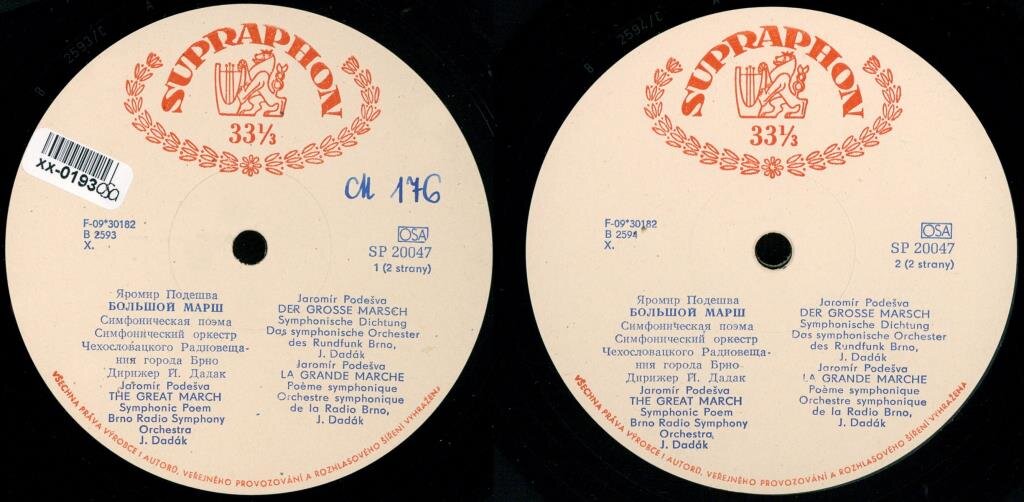 2593/C
A
B
SUPRAPHON
33⅓
xx-0193
OSA
CM 176
F-09*30182
B 2593
X.
OSA
SP 20047
1 (2 strany)
Яромир Подешва
БОЛЬШОЙ МАРШ
Симфоническая поэма
Симфонический оркестр
Чехословацкого Радиовеща-
ния города Брно
Дирижер Й. Дадак
Jaromír Podešva
THE GREAT MARCH
Symphonic Poem
Brno Radio Symphony
Orchestra
J. Dadák
Jaromír Podešva
DER GROSSE MARSCH
Symphonische Dichtung
Das symphonische Orchester
des Rundfunk Brno,
J. Dadák
Jaromír Podešva
LA GRANDE MARCHE
Poème symphonique
Orchestre symphonique
de la Radio Brno,
J. Dadák
VŠECHNA PRÁVA VÝROBCE I AUTORŮ, VEŘEJNÉHO PROVOZOVÁNÍ A ROZHLASOVÉHO ŠÍŘENÍ VYHRAŽENA
2594/C
A
B
SUPRAPHON
33⅓
F-09*30182
B 2594
X.
OSA
SP 20047
2 (2 strany)
Яромир Подешва
БОЛЬШОЙ МАРШ
Симфоническая поэма
Симфонический оркестр
Чехословацкого Радиовеща-
ния города Брно
Дирижер Й. Дадак
Jaromír Podešva
THE GREAT MARCH
Symphonic Poem
Brno Radio Symphony
Orchestra,
J. Dadák
Jaromír Podešva
DER GROSSE MARSCH
Symphonische Dichtung
Das symphonische Orchester
des Rundfunk Brno,
J. Dadák
Jaromír Podešva
LA GRANDE MARCHE
Poème symphonique
Orchestre symphonique
de la Radio Brno,
J. Dadák
VŠECHNA PRÁVA VÝROBCE I AUTORŮ, VEŘEJNÉHO PROVOZOVÁNÍ A ROZHLASOVÉHO ŠÍŘENÍ VYHRAŽENA